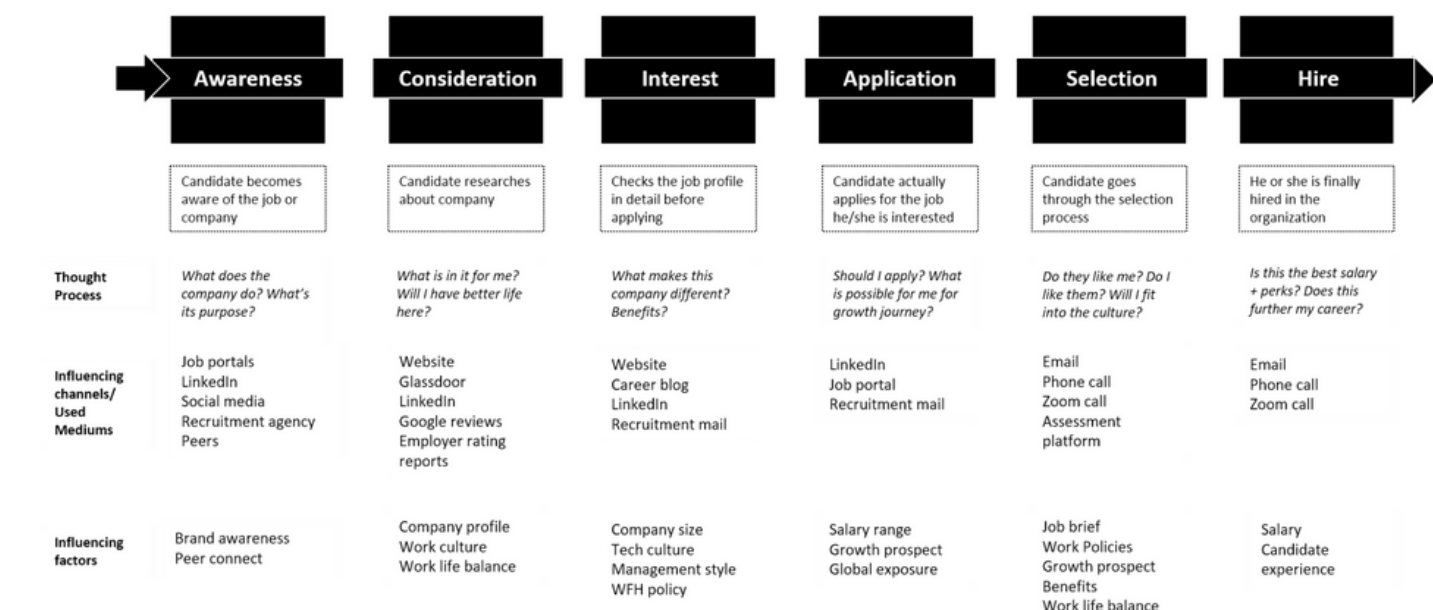 Awareness
Consideration
Interest
Application
Selection
Hire
Candidate becomes
aware of the job or
company
Candidate researches
about company
Checks the job profile
in detail before
applying
Candidate actually
applies for the job
he/she is interested
Candidate goes
through the selection
process
He or she is finally
hired in the
organization
Thought
Process
What does the
company do? What's
its purpose?
What is in it for me?
Will I have better life
here?
What makes this
company different?
Benefits?
Should I apply? What
is possible for me for
growth journey?
Do they like me? Do I
like them? Will I fit
into the culture?
Is this the best salary
+ perks? Does this
further my career?
Influencing
channels/
Used
Mediums
Job portals
LinkedIn
Social media
Recruitment agency
Peers
Website
Glassdoor
LinkedIn
Google reviews
Employer rating
reports
Website
Career blog
LinkedIn
Recruitment mail
LinkedIn
Job portal
Recruitment mail
Email
Phone call
Zoom call
Assessment
platform
Email
Phone call
Zoom call
Influencing
factors
Brand awareness
Peer connect
Company profile
Work culture
Work life balance
Company size
Tech culture
Management style
WFH policy
Salary range
Growth prospect
Global exposure
Job brief
Work Policies
Growth prospect
Benefits
Work life balance
Salary
Candidate
experience